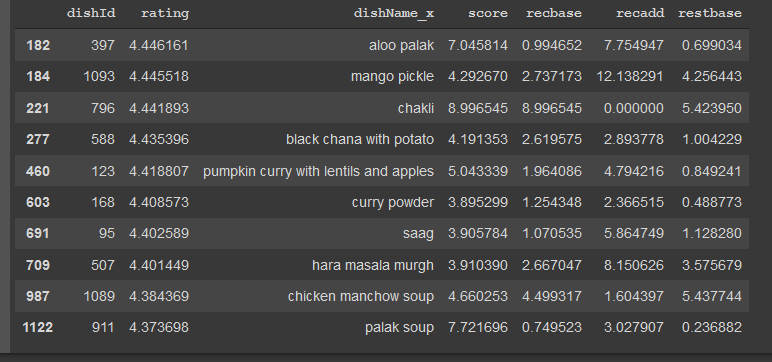 dishId rating dishName_x score recbase recadd restbase
182 397 4.446161 aloo palak 7.045814 0.994652 7.754947 0.699034
184 1093 4.445518 mango pickle 4.292670 2.737173 12.138291 4.256443
221 796 4.441893 chakli 8.996545 8.996545 0.000000 5.423950
277 588 4.435396 black chana with potato 4.191353 2.619575 2.893778 1.004229
460 123 4.418807 pumpkin curry with lentils and apples 5.043339 1.964086 4.794216 0.849241
603 168 4.408573 curry powder 3.895299 1.254348 2.366515 0.488773
691 95 4.402589 saag 3.905784 1.070535 5.864749 1.128280
709 507 4.401449 hara masala murgh 3.910390 2.667047 8.150626 3.575679
987 1089 4.384369 chicken manchow soup 4.660253 4.499317 1.604397 5.437744
1122 911 4.373698 palak soup 7.721696 0.749523 3.027907 0.236882